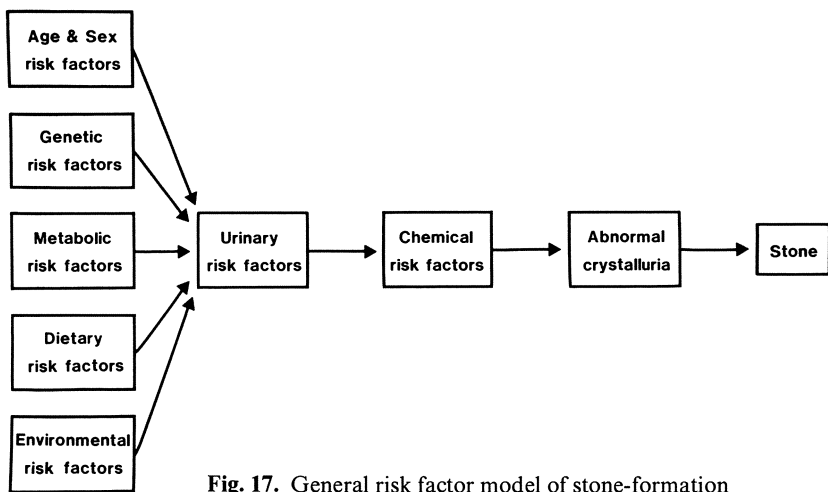 Age & Sex
risk factors
Genetic
risk factors
Metabolic
risk factors
Dietary
risk factors
Environmental
risk factors
Urinary
risk factors
Chemical
risk factors
Abnormal
crystalluria
Stone
Fig. 17. General risk factor model of stone-formation